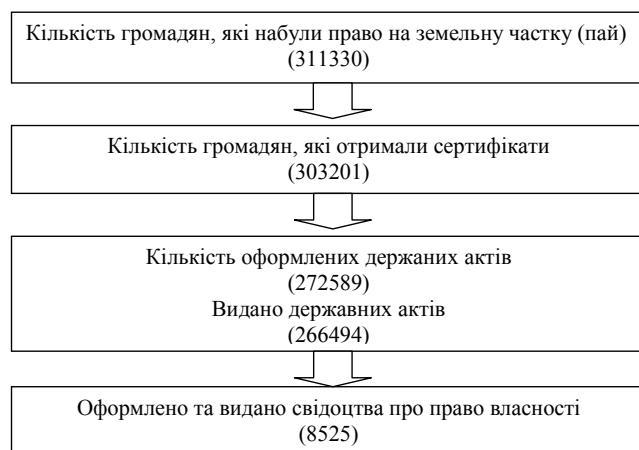 Кількість громадян, які набули право на земельну частку (пай)
(311330)
Кількість громадян, які отримали сертифікати
(303201)
Кількість оформлених держаних актів
(272589)
Видано державних актів
(266494)
Оформлено та видано свідоцтва про право власності
(8525)